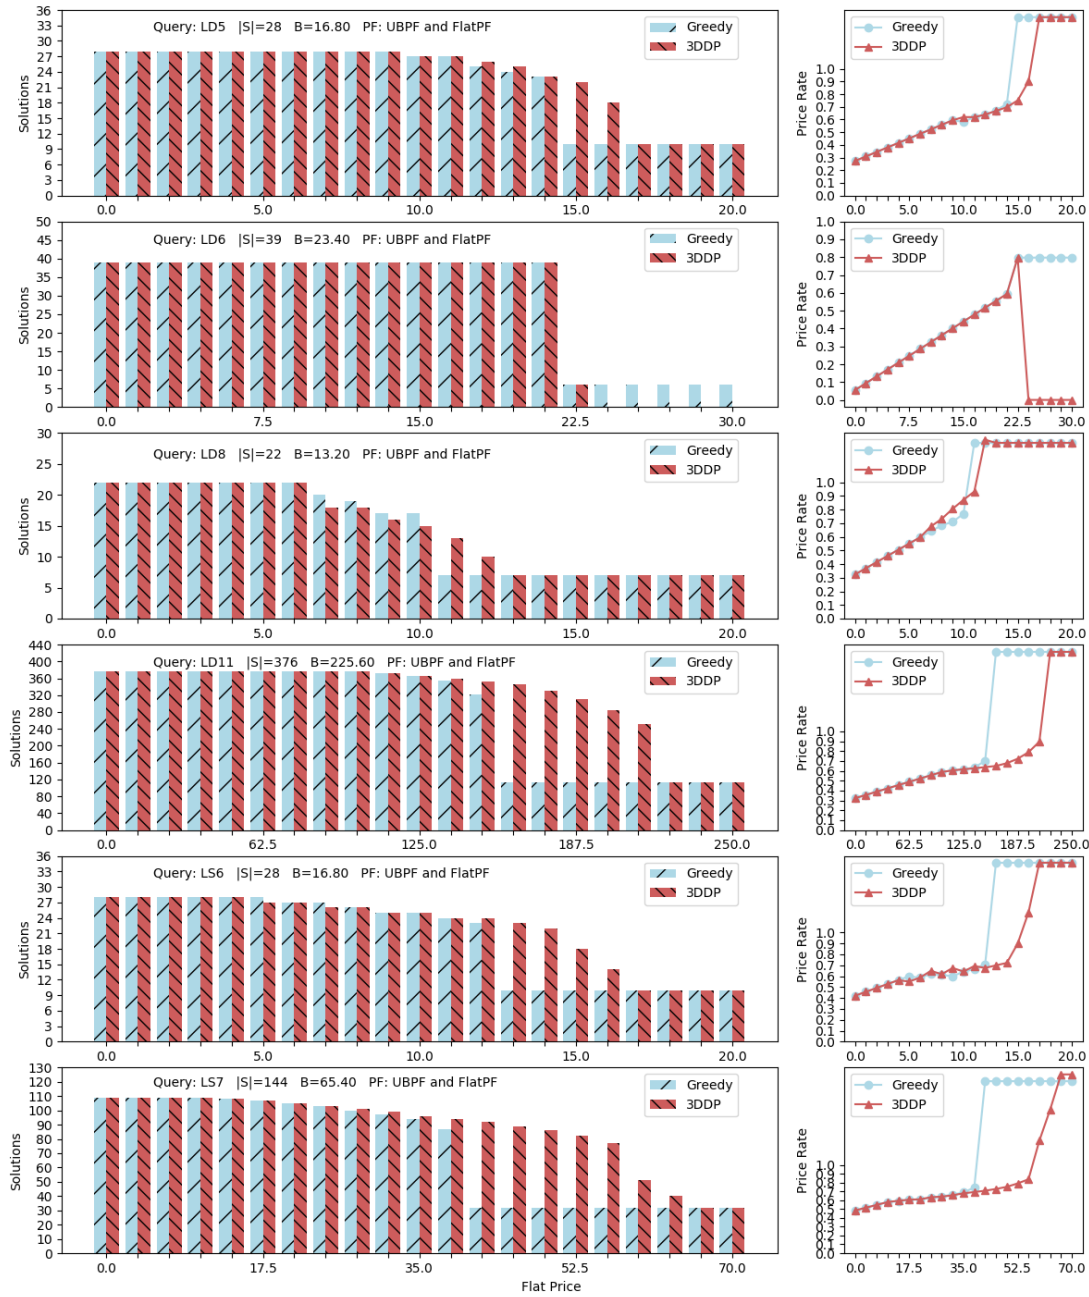 Query: LD5 |S|=28 B=16.80 PF: UBPF and FlatPF
Greedy
3DDP
Solutions
36
33
30
27
24
21
18
15
12
9
6
3
0
0.0 5.0 10.0 15.0 20.0
Greedy
3DDP
Price Rate
1.0
0.9
0.8
0.7
0.6
0.5
0.4
0.3
0.2
0.1
0.0
0.0 5.0 10.0 15.0 20.0
Query: LD6 |S|=39 B=23.40 PF: UBPF and FlatPF
Greedy
3DDP
Solutions
50
45
40
35
30
25
20
15
10
5
0
0.0 7.5 15.0 22.5 30.0
Greedy
3DDP
Price Rate
1.0
0.9
0.8
0.7
0.6
0.5
0.4
0.3
0.2
0.1
0.0
0.0 7.5 15.0 22.5 30.0
Query: LD8 |S|=22 B=13.20 PF: UBPF and FlatPF
Greedy
3DDP
Solutions
30
25
20
15
10
5
0
0.0 5.0 10.0 15.0 20.0
Greedy
3DDP
Price Rate
1.0
0.9
0.8
0.7
0.6
0.5
0.4
0.3
0.2
0.1
0.0
0.0 5.0 10.0 15.0 20.0
Query: LD11 |S|=376 B=225.60 PF: UBPF and FlatPF
Greedy
3DDP
Solutions
440
400
360
320
280
240
200
160
120
80
40
0
0.0 62.5 125.0 187.5 250.0
Greedy
3DDP
Price Rate
1.0
0.9
0.8
0.7
0.6
0.5
0.4
0.3
0.2
0.1
0.0
0.0 62.5 125.0 187.5 250.0
Query: LS6 |S|=28 B=16.80 PF: UBPF and FlatPF
Greedy
3DDP
Solutions
36
33
30
27
24
21
18
15
12
9
6
3
0
0.0 5.0 10.0 15.0 20.0
Greedy
3DDP
Price Rate
1.0
0.9
0.8
0.7
0.6
0.5
0.4
0.3
0.2
0.1
0.0
0.0 5.0 10.0 15.0 20.0
Query: LS7 |S|=144 B=65.40 PF: UBPF and FlatPF
Greedy
3DDP
Solutions
130
120
110
100
90
80
70
60
50
40
30
20
10
0
0.0 17.5 35.0 52.5 70.0
Flat Price
Greedy
3DDP
Price Rate
1.0
0.9
0.8
0.7
0.6
0.5
0.4
0.3
0.2
0.1
0.0
0.0 17.5 35.0 52.5 70.0